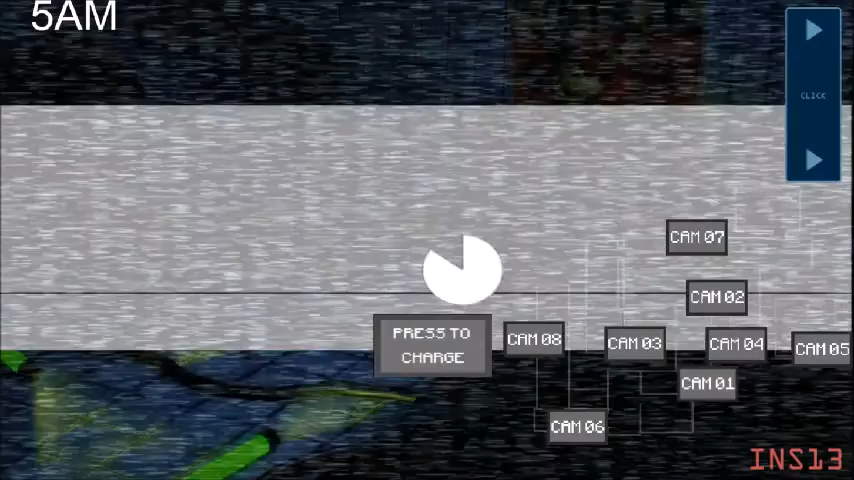 5AM
CLICK
CAM 07
CAM 02
PRESS TO
CHARGE
CAM 08
CAM 03
CAM 04
CAM 05
CAM 01
CAM 06
INS13